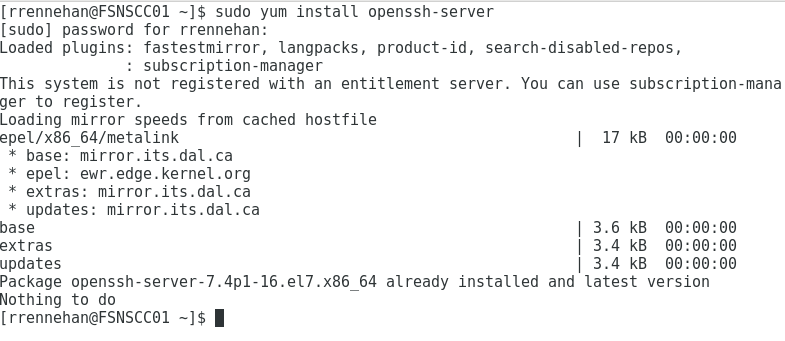 [rrennehan@FSNSCC01 ~]$ sudo yum install openssh-server
[sudo] password for rrennehan:
Loaded plugins: fastestmirror, langpacks, product-id, search-disabled-repos,
              : subscription-manager
This system is not registered with an entitlement server. You can use subscription-mana
ger to register.
Loading mirror speeds from cached hostfile
epel/x86_64/metalink                                            |  17 kB  00:00:00
 * base: mirror.its.dal.ca
 * epel: ewr.edge.kernel.org
 * extras: mirror.its.dal.ca
 * updates: mirror.its.dal.ca
base                                                            | 3.6 kB  00:00:00
extras                                                          | 3.4 kB  00:00:00
updates                                                         | 3.4 kB  00:00:00
Package openssh-server-7.4p1-16.el7.x86_64 already installed and latest version
Nothing to do
[rrennehan@FSNSCC01 ~]$